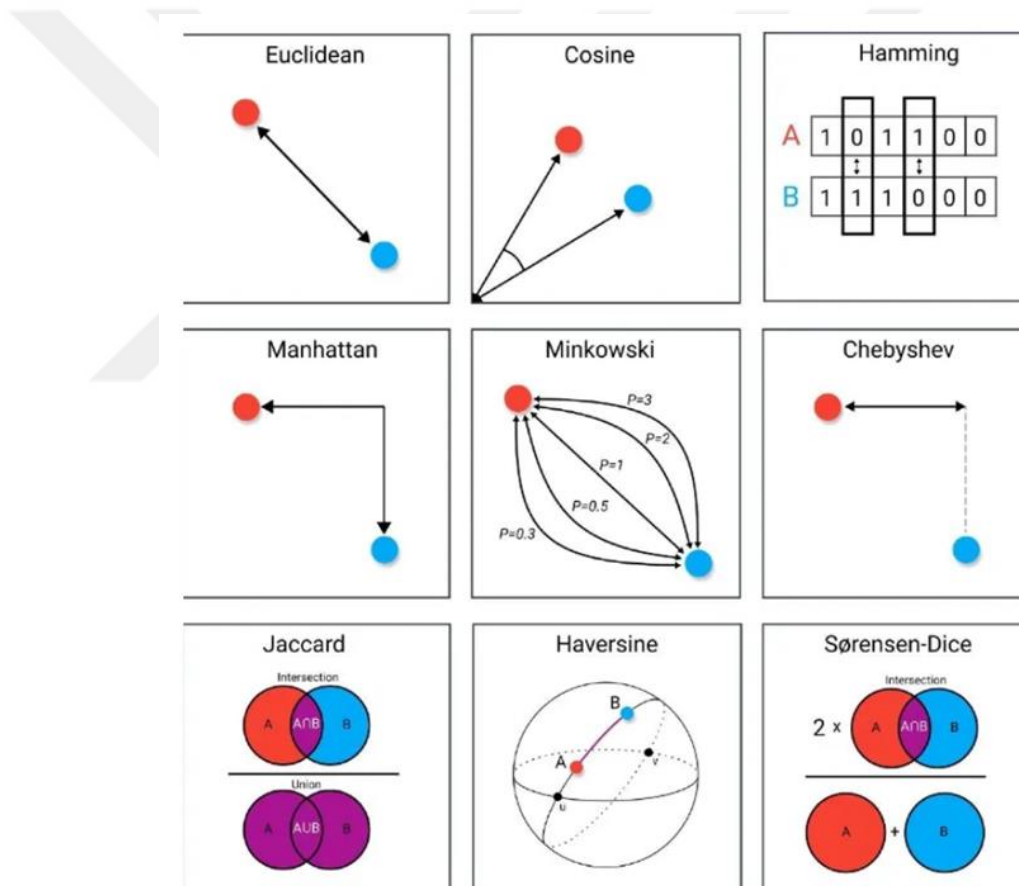 Euclidean
Cosine
Hamming
A 1 0 1 1 0 0
B 1 1 1 0 0 0
Manhattan
Minkowski
P=3
P=2
P=1
P=0.5
P=0.3
Chebyshev
Jaccard
Intersection
A A∩B B
Union
A A∪B B
Haversine
B
A
v
u
Sørensen-Dice
Intersection
2 x A A∩B B
A + B